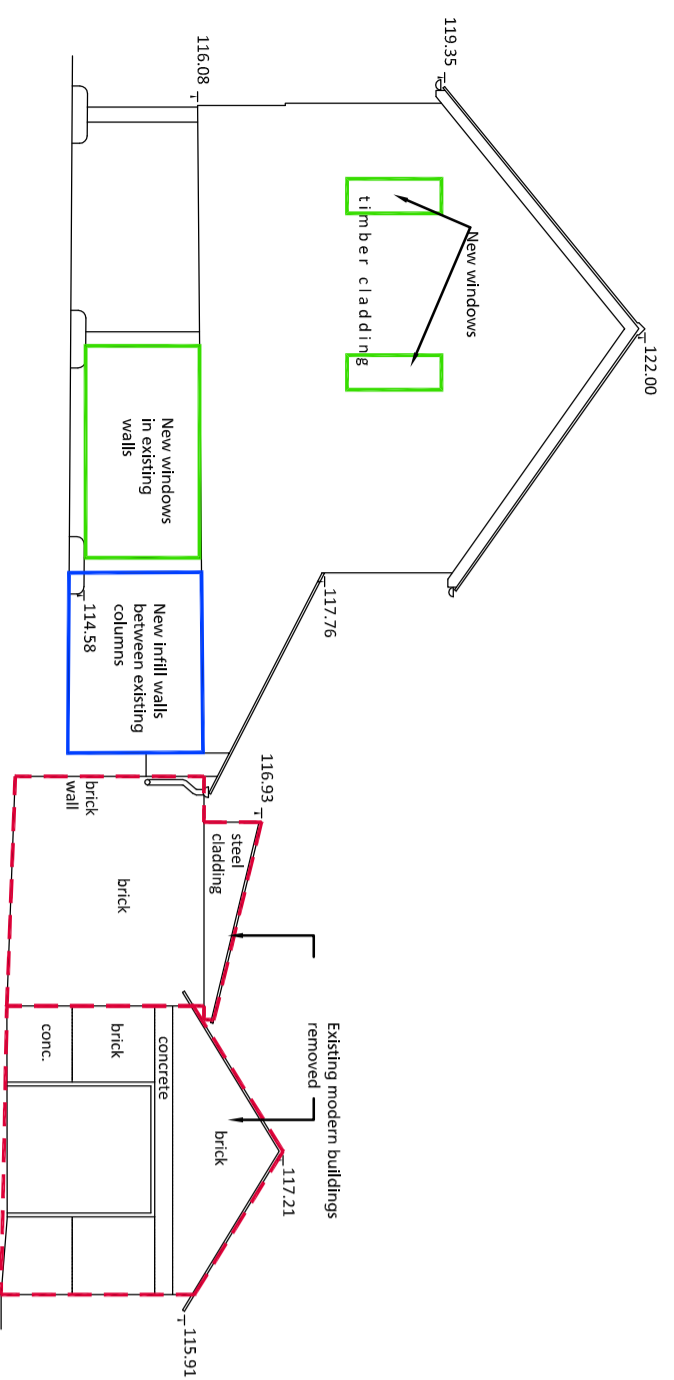 122.00
119.35
New windows
timber cladding
117.76
116.08
New windows
in existing
walls
New infill walls
between existing
columns
114.58
Existing modern buildings
removed
117.21
116.93
steel
cladding
brick
115.91
concrete
brick
brick
brick
wall
conc.